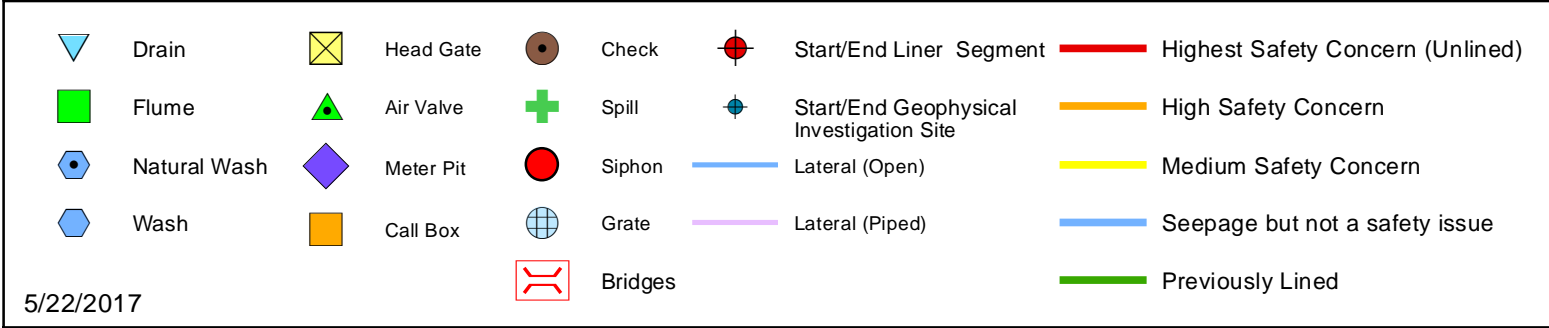 Drain
Flume
Natural Wash
Wash
Head Gate
Air Valve
Meter Pit
Call Box
Check
Spill
Siphon
Grate
Bridges
Start/End Liner Segment
Start/End Geophysical
Investigation Site
Lateral (Open)
Lateral (Piped)
Highest Safety Concern (Unlined)
High Safety Concern
Medium Safety Concern
Seepage but not a safety issue
Previously Lined
5/22/2017